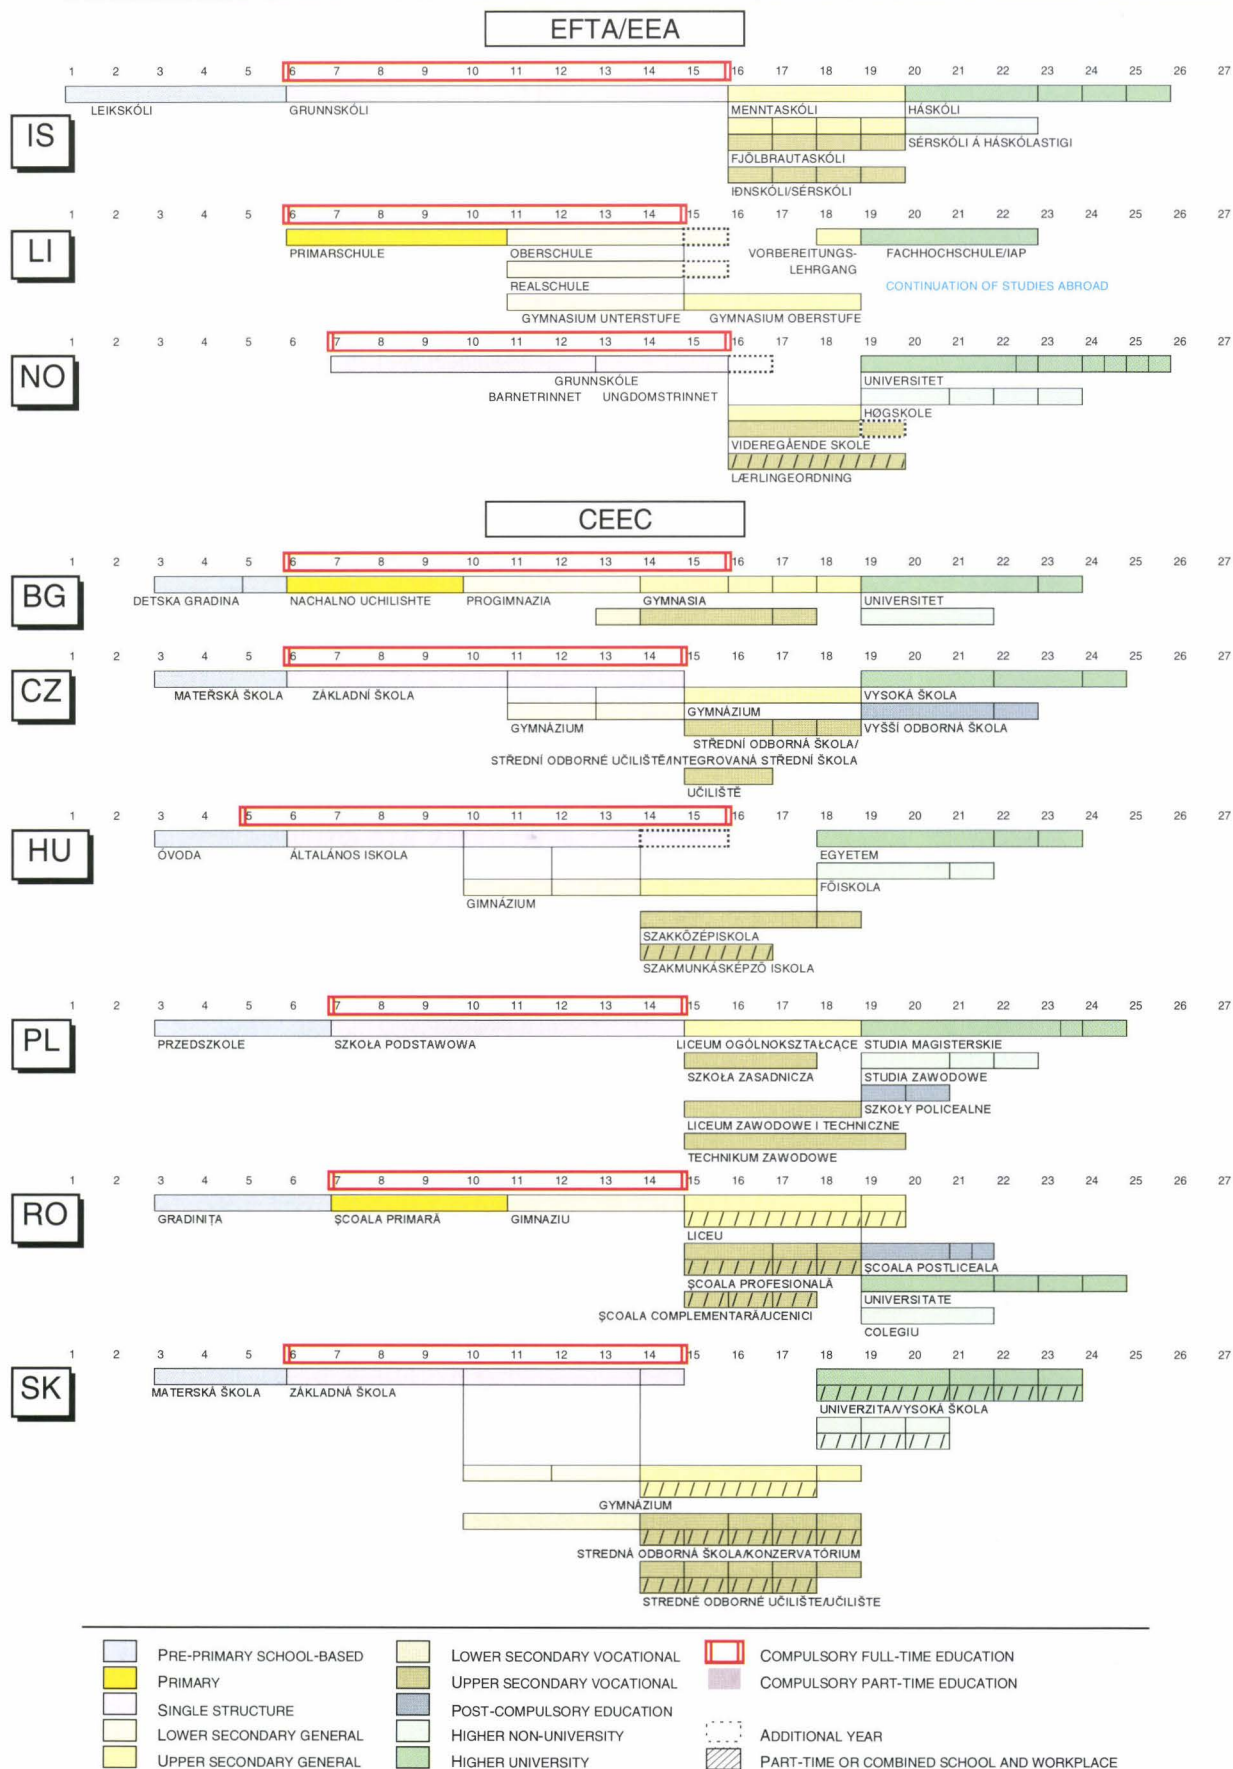 EFTA/EEA
1 2 3 4 5 6 7 8 9 10 11 12 13 14 15 16 17 18 19 20 21 22 23 24 25 26 27
IS
LEIKSKÓLI GRUNNSKÓLI MENNTASKÓLI HÁSKÓLI
SÉRSKÓLI Á HÁSKÓLASTIGI
FJÖLBRAUTASKÓLI
IÐNSKÓLI/SÉRSKÓLI
1 2 3 4 5 6 7 8 9 10 11 12 13 14 15 16 17 18 19 20 21 22 23 24 25 26 27
LI
PRIMARSCHULE OBERSCHULE VORBEREITUNGS- FACHHOCHSCHULE/IAP
LEHRGANG
REALSCHULE CONTINUATION OF STUDIES ABROAD
GYMNASIUM UNTERSTUFE GYMNASIUM OBERSTUFE
1 2 3 4 5 6 7 8 9 10 11 12 13 14 15 16 17 18 19 20 21 22 23 24 25 26 27
NO
GRUNNSKÓLE UNIVERSITET
BARNETRINNET UNGDOMSTRINNET
HØGSKOLE
VIDEREGÅENDE SKOLE
LÆRLINGEORDNING
CEEC
1 2 3 4 5 6 7 8 9 10 11 12 13 14 15 16 17 18 19 20 21 22 23 24 25 26 27
BG
DETSKA GRADINA NACHALNO UCHILISHTE PROGIMNAZIA GYMNASIA UNIVERSITET
1 2 3 4 5 6 7 8 9 10 11 12 13 14 15 16 17 18 19 20 21 22 23 24 25 26 27
CZ
MATEŘSKÁ ŠKOLA ZÁKLADNÍ ŠKOLA VYSOKÁ ŠKOLA
GYMNÁZIUM GYMNÁZIUM VYŠŠÍ ODBORNÁ ŠKOLA
STŘEDNÍ ODBORNÁ ŠKOLA/
STŘEDNÍ ODBORNÉ UČILIŠTĚ/INTEGROVANÁ STŘEDNÍ ŠKOLA
UČILIŠTĚ
1 2 3 4 5 6 7 8 9 10 11 12 13 14 15 16 17 18 19 20 21 22 23 24 25 26 27
HU
ÓVODA ÁLTALÁNOS ISKOLA EGYETEM
GIMNÁZIUM FÖISKOLA
SZAKKÖZÉPISKOLA
SZAKMUNKÁSKÉPZÖ ISKOLA
1 2 3 4 5 6 7 8 9 10 11 12 13 14 15 16 17 18 19 20 21 22 23 24 25 26 27
PL
PRZEDSZKOLE SZKOŁA PODSTAWOWA LICEUM OGÓLNOKSZTAŁCĄCE STUDIA MAGISTERSKIE
SZKOŁA ZASADNICZA STUDIA ZAWODOWE
SZKOŁY POLICEALNE
LICEUM ZAWODOWE I TECHNICZNE
TECHNIKUM ZAWODOWE
1 2 3 4 5 6 7 8 9 10 11 12 13 14 15 16 17 18 19 20 21 22 23 24 25 26 27
RO
GRADINIŢA ŞCOALA PRIMARĂ GIMNAZIU
LICEU
ŞCOALA POSTLICEALA
ŞCOALA PROFESIONALĂ
UNIVERSITATE
ŞCOALA COMPLEMENTARĂ/UCENICI
COLEGIU
1 2 3 4 5 6 7 8 9 10 11 12 13 14 15 16 17 18 19 20 21 22 23 24 25 26 27
SK
MATERSKÁ ŠKOLA ZÁKLADNÁ ŠKOLA
UNIVERZITA/VYSOKÁ ŠKOLA
GYMNÁZIUM
STREDNÁ ODBORNÁ ŠKOLA/KONZERVATÓRIUM
STREDNÉ ODBORNÉ UČILIŠTE/UČILIŠTE
PRE-PRIMARY SCHOOL-BASED LOWER SECONDARY VOCATIONAL COMPULSORY FULL-TIME EDUCATION
PRIMARY UPPER SECONDARY VOCATIONAL COMPULSORY PART-TIME EDUCATION
SINGLE STRUCTURE POST-COMPULSORY EDUCATION
LOWER SECONDARY GENERAL HIGHER NON-UNIVERSITY ADDITIONAL YEAR
UPPER SECONDARY GENERAL HIGHER UNIVERSITY PART-TIME OR COMBINED SCHOOL AND WORKPLACE